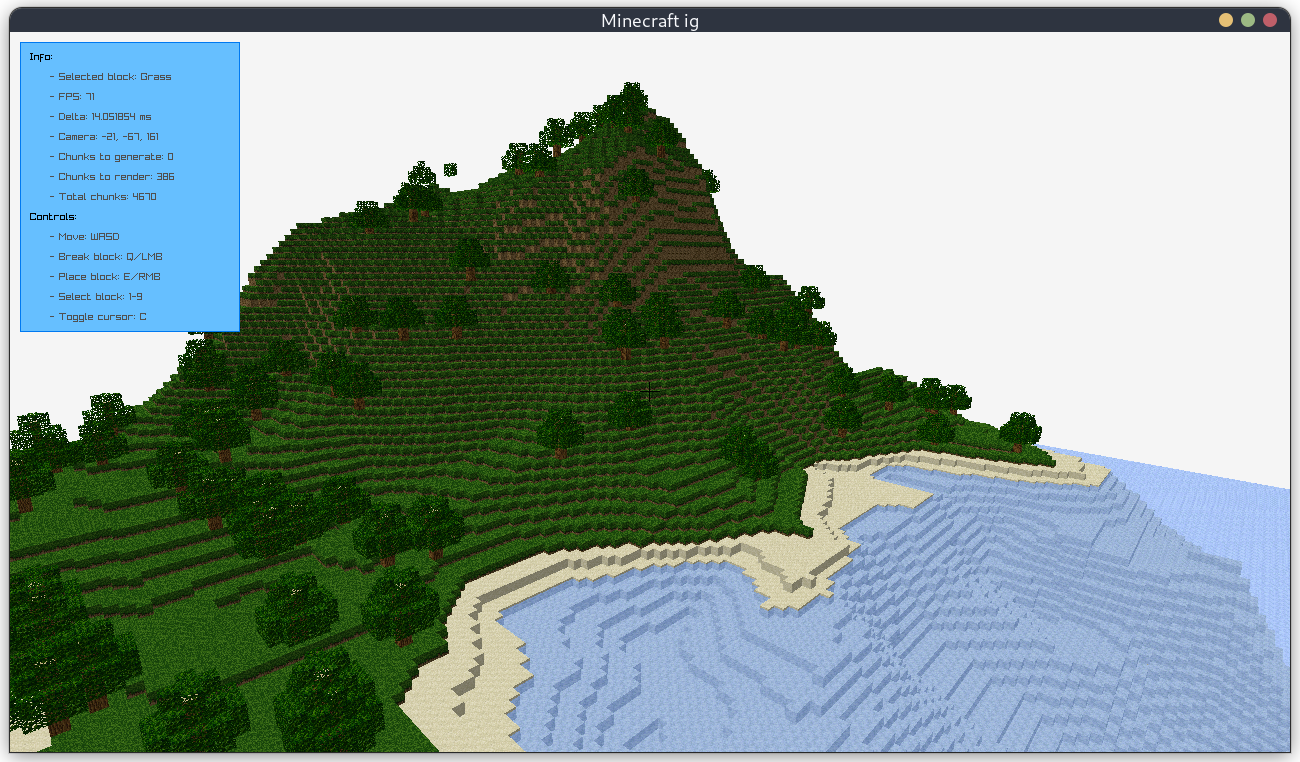 Minecraft ig
Info:
- Selected block: Grass
- FPS: 71
- Delta: 14.051854 ms
- Camera: -21, -67, 161
- Chunks to generate: 0
- Chunks to render: 386
- Total chunks: 4670
Controls:
- Move: WASD
- Break block: Q/LMB
- Place block: E/RMB
- Select block: 1-9
- Toggle cursor: C